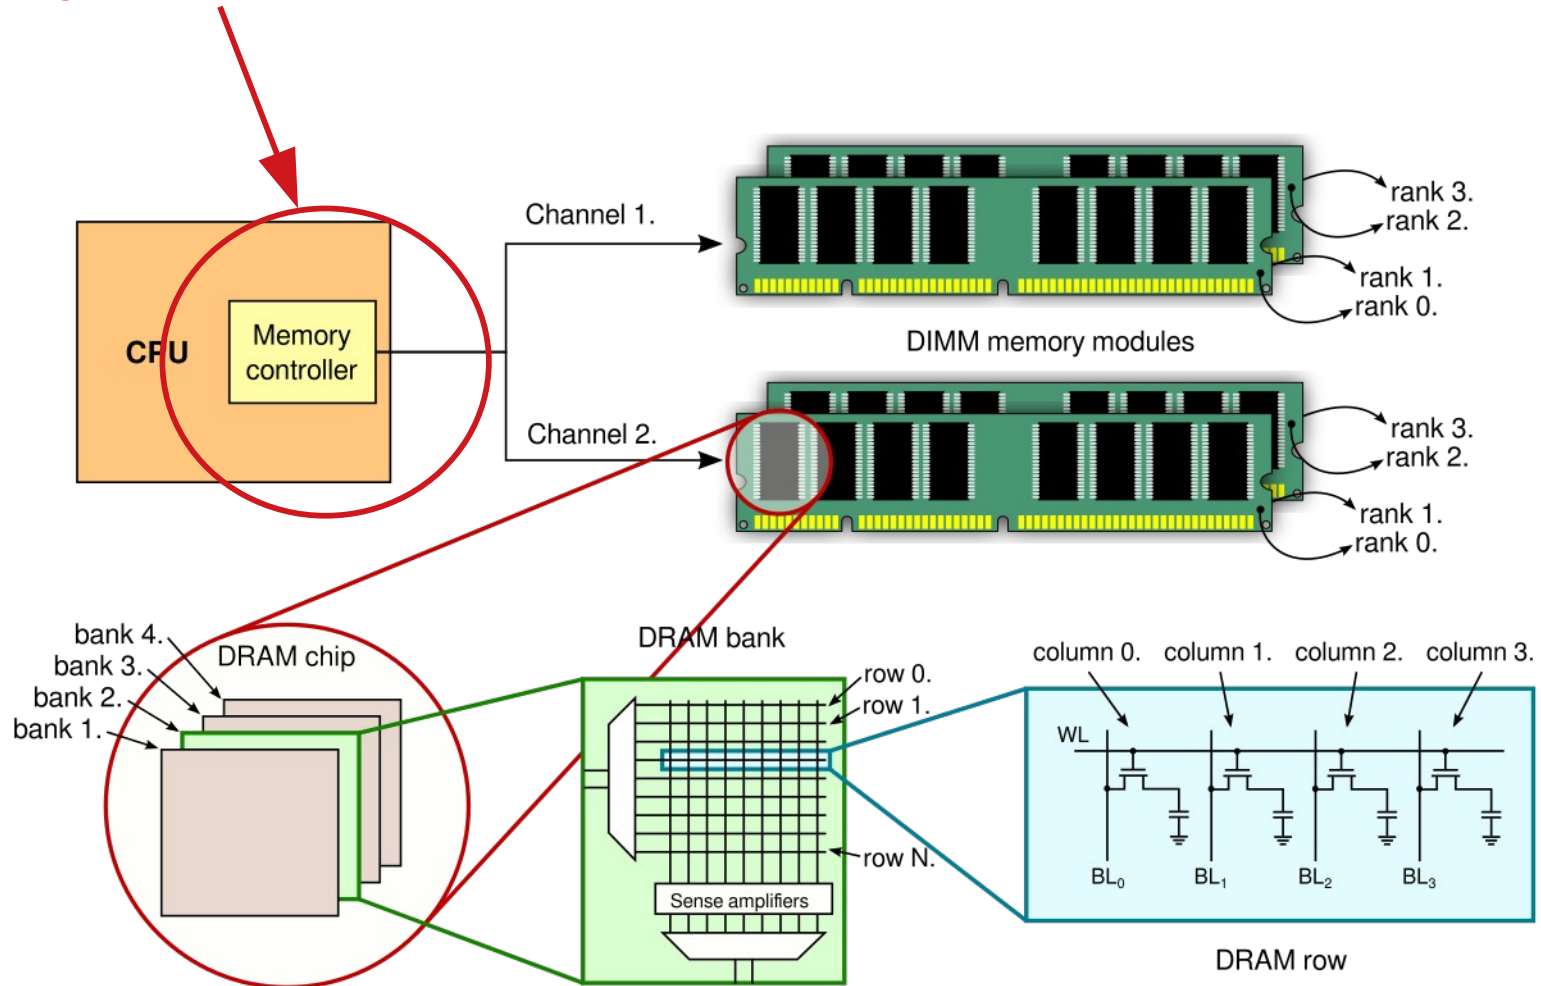 Channel 1.
rank 3.
rank 2.
rank 1.
rank 0.
CPU
Memory
controller
DIMM memory modules
Channel 2.
rank 3.
rank 2.
rank 1.
rank 0.
bank 4.
bank 3.
bank 2.
bank 1.
DRAM chip
DRAM bank
row 0.
row 1.
row N.
Sense amplifiers
column 0. column 1. column 2. column 3.
WL
BL₀ BL₁ BL₂ BL₃
DRAM row